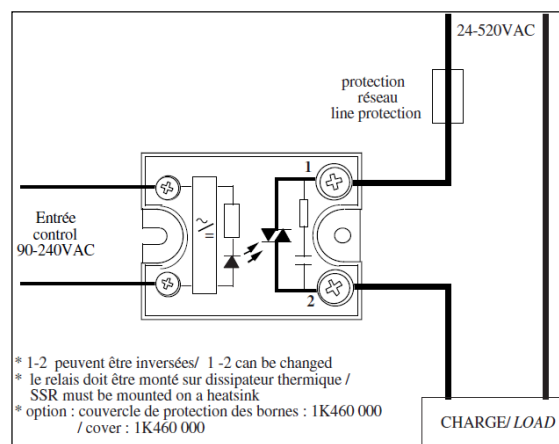 24-520VAC
protection
réseau
line protection
1
Entrée
control
90-240VAC
~/=
2
* 1-2 peuvent être inversées/ 1 -2 can be changed
* le relais doit être monté sur dissipateur thermique /
SSR must be mounted on a heatsink
* option : couvercle de protection des bornes : 1K460 000
/ cover : 1K460 000
CHARGE/ LOAD